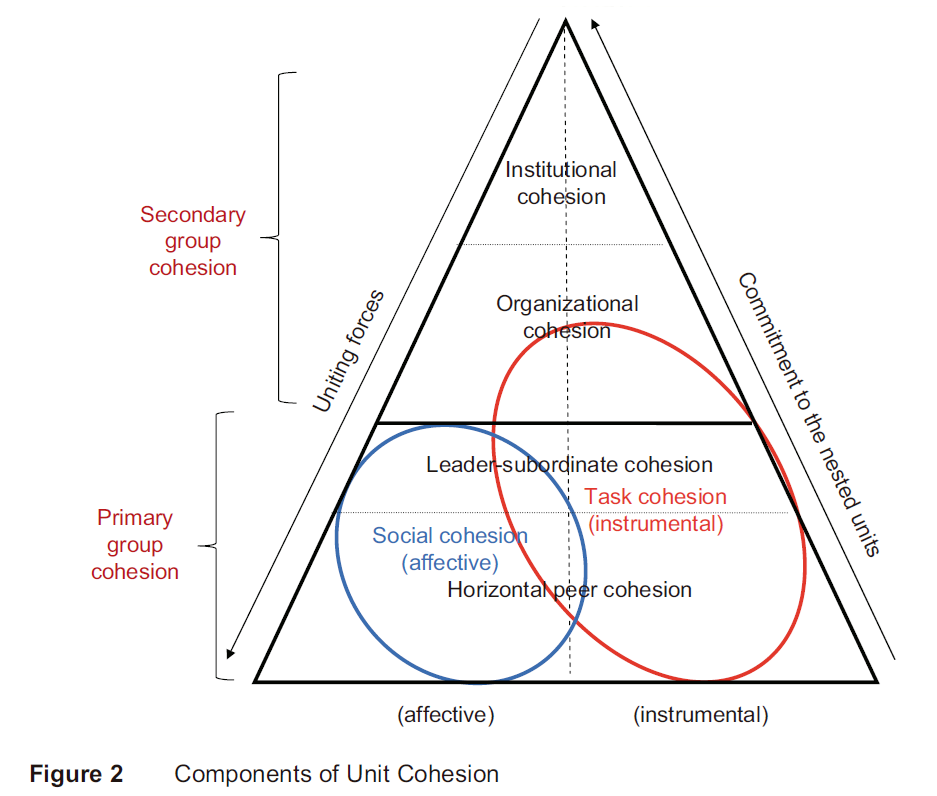 Institutional
cohesion
Secondary
group
cohesion
Organizational
cohesion
Uniting forces
Commitment to the nested units
Leader-subordinate cohesion
Task cohesion
(instrumental)
Primary
group
cohesion
Social cohesion
(affective)
Horizontal peer cohesion
(affective)
(instrumental)
Figure 2 Components of Unit Cohesion